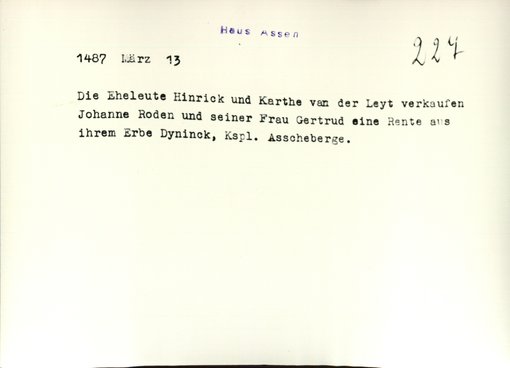 Haus Assen
227
1487 März 13
Die Eheleute Hinrick und Karthe van der Leyt verkaufen
Johanne Roden und seiner Frau Gertrud eine Rente aus
ihrem Erbe Dyninck, Kspl. Asscheberge.